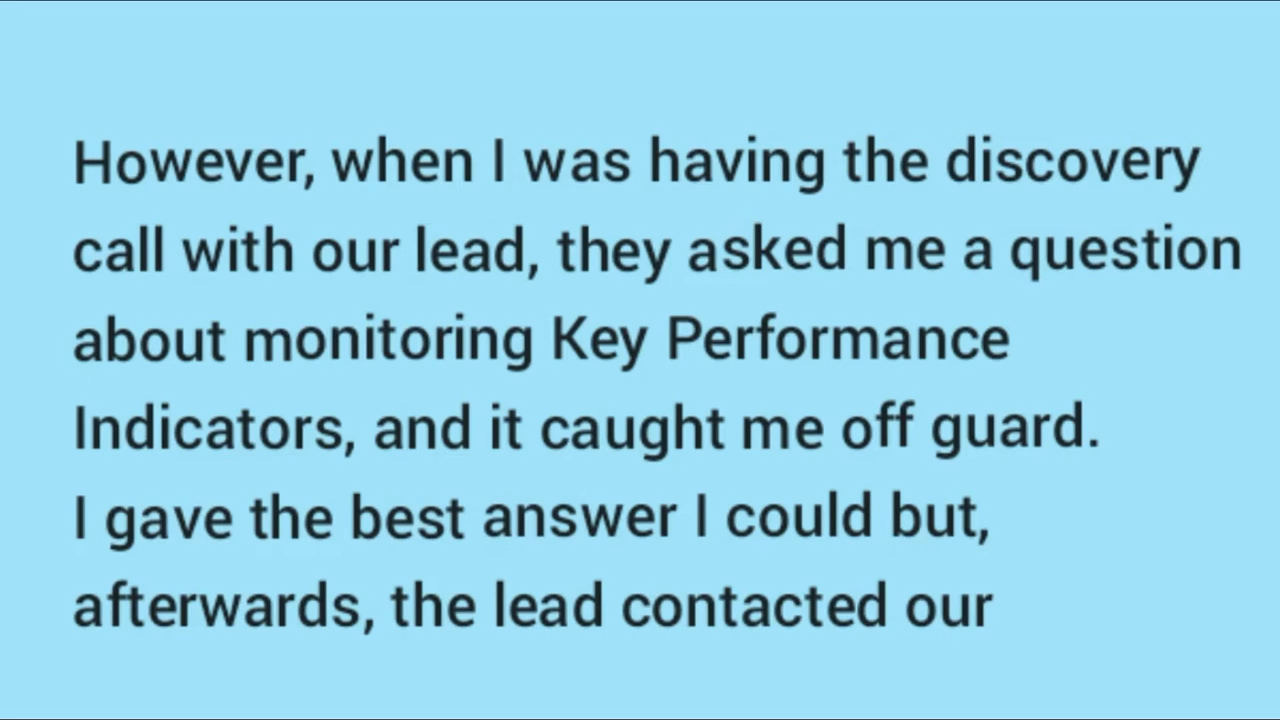 However, when I was having the discovery
call with our lead, they asked me a question
about monitoring Key Performance
Indicators, and it caught me off guard.
I gave the best answer I could but,
afterwards, the lead contacted our